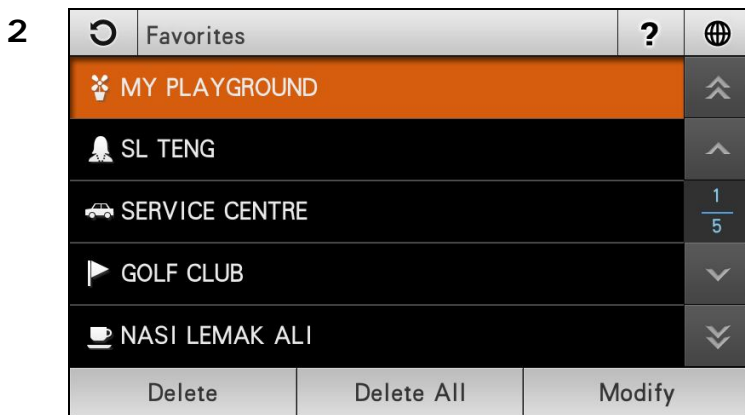 2
Favorites ?
MY PLAYGROUND
SL TENG
SERVICE CENTRE
1
5
GOLF CLUB
NASI LEMAK ALI
Delete Delete All Modify